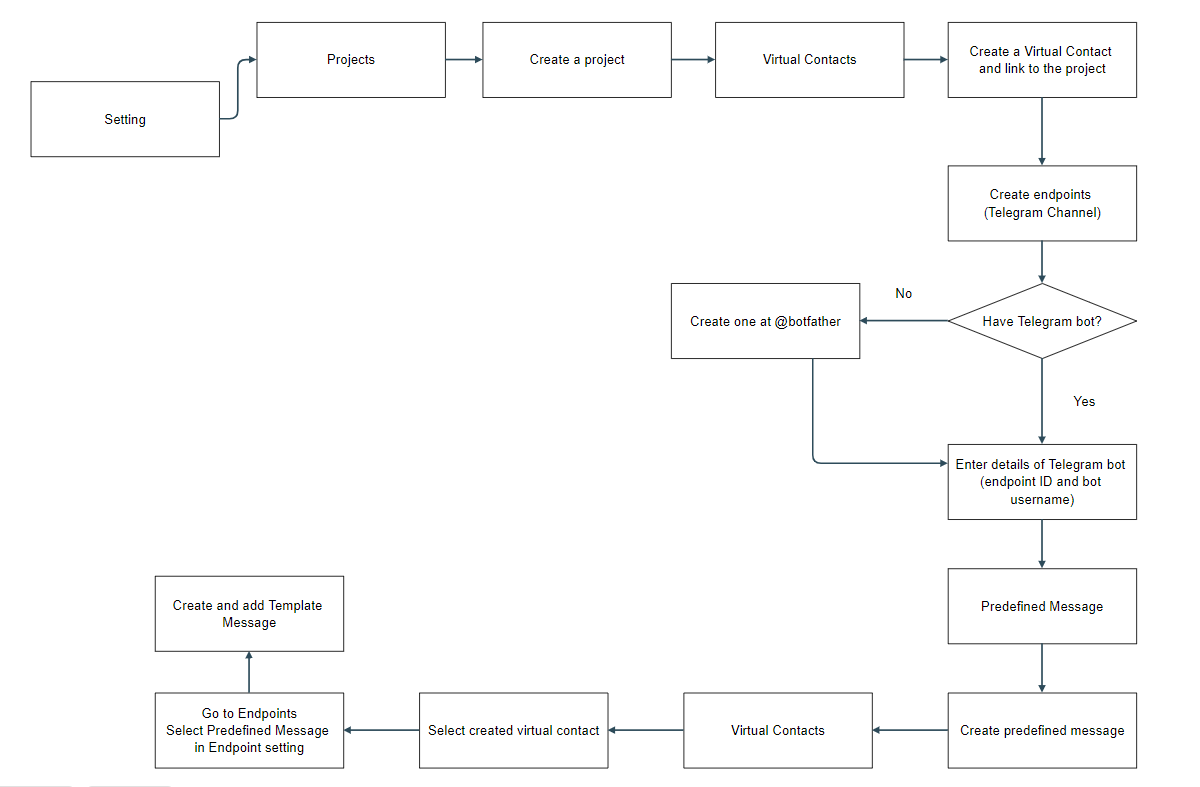 Projects
Create a project
Virtual Contacts
Create a Virtual Contact
and link to the project
Setting
Create endpoints
(Telegram Channel)
No
Create one at @botfather
Have Telegram bot?
Yes
Enter details of Telegram bot
(endpoint ID and bot
username)
Predefined Message
Create and add Template
Message
Go to Endpoints
Select Predefined Message
in Endpoint setting
Select created virtual contact
Virtual Contacts
Create predefined message